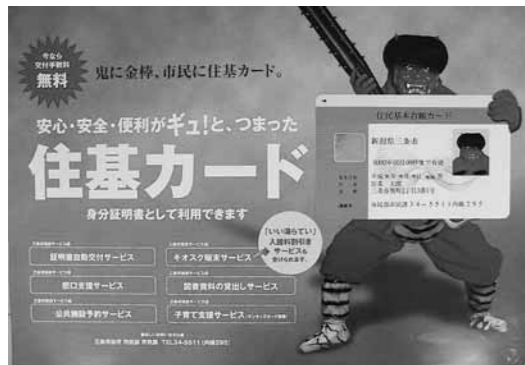 今なら
交付手数料
無料
鬼に金棒、市民に住基カード。
安心・安全・便利がギュ!と、つまった
住基カード
身分証明書として利用できます
「いい湯らてい」
入館料割引き
サービスも
受けられます。
証明書自動交付サービス
キオスク端末サービス
窓口支援サービス
図書資料の貸出しサービス
公共施設予約サービス
子育て支援サービス
三条市役所 市民部 市民課 TEL34-5511(内線295)
住民基本台帳カード
新潟県三条市